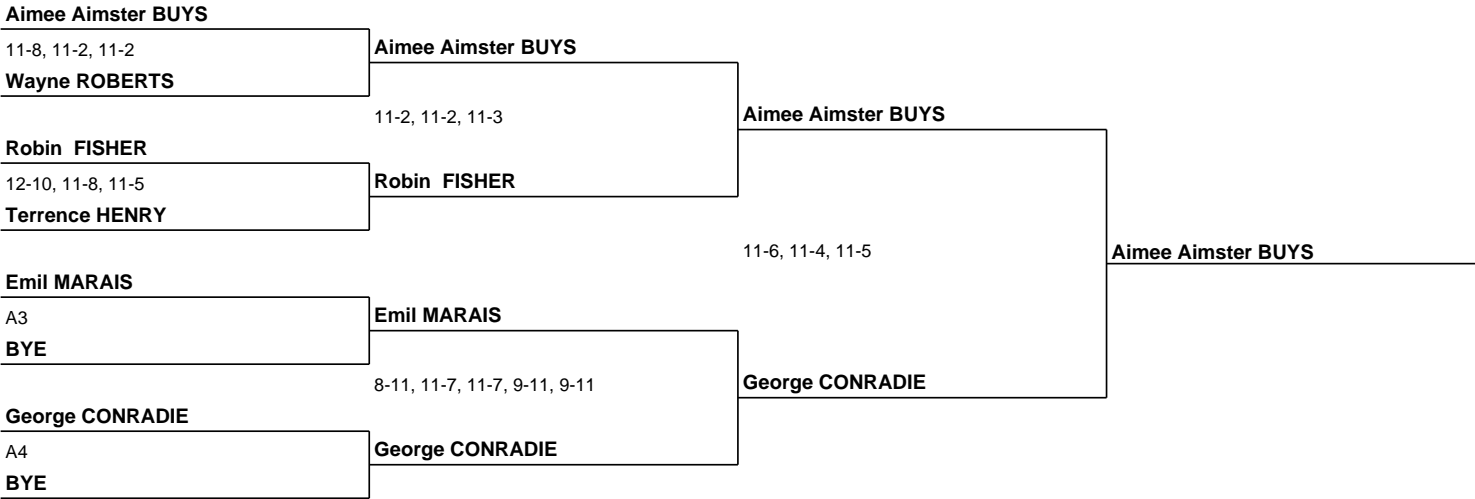 Aimee Aimster BUYS
11-8, 11-2, 11-2
Wayne ROBERTS
Robin  FISHER
12-10, 11-8, 11-5
Terrence HENRY
Emil MARAIS
A3
BYE
George CONRADIE
A4
BYE
Aimee Aimster BUYS
11-2, 11-2, 11-3
Robin  FISHER
Emil MARAIS
8-11, 11-7, 11-7, 9-11, 9-11
George CONRADIE
Aimee Aimster BUYS
11-6, 11-4, 11-5
George CONRADIE
Aimee Aimster BUYS